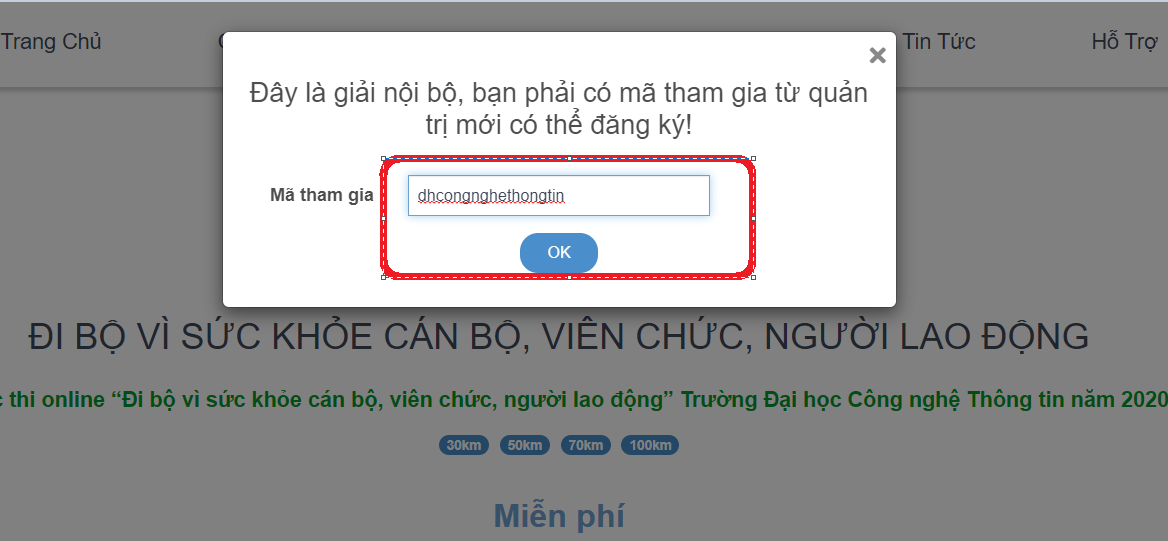 Trang Chủ
Tin Tức
Hỗ Trợ
Đây là giải nội bộ, bạn phải có mã tham gia từ quản
trị mới có thể đăng ký!
Mã tham gia
dhcongnghethongtin
OK
ĐI BỘ VÌ SỨC KHỎE CÁN BỘ, VIÊN CHỨC, NGƯỜI LAO ĐỘNG
thi online “Đi bộ vì sức khỏe cán bộ, viên chức, người lao động” Trường Đại học Công nghệ Thông tin năm 2020
30km 50km 70km 100km
Miễn phí